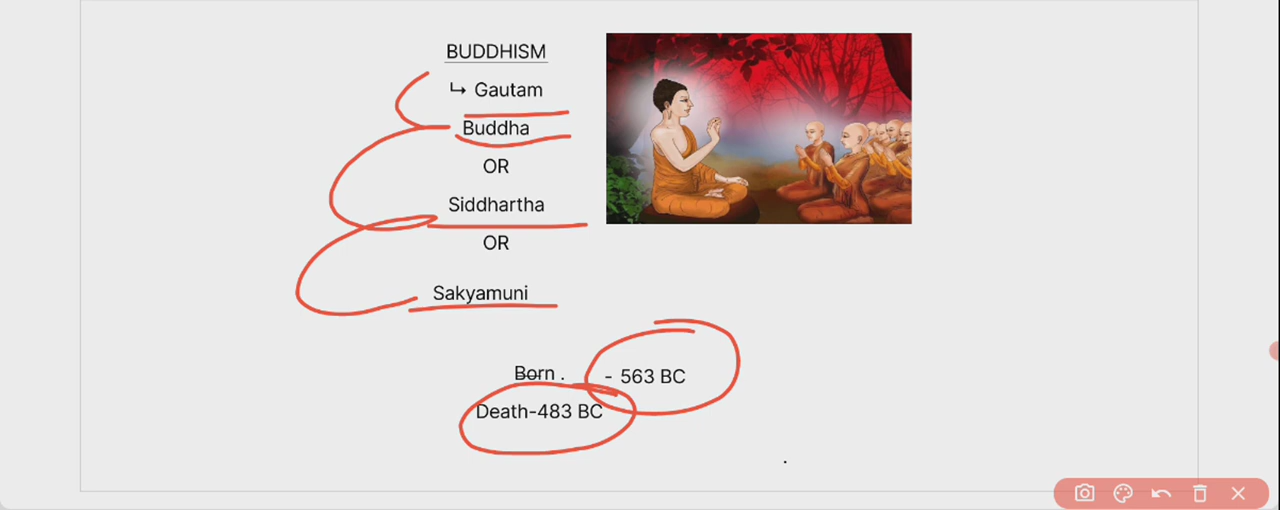 BUDDHISM
↳ Gautam
Buddha
OR
Siddhartha
OR
Sakyamuni
Born . - 563 BC
Death-483 BC